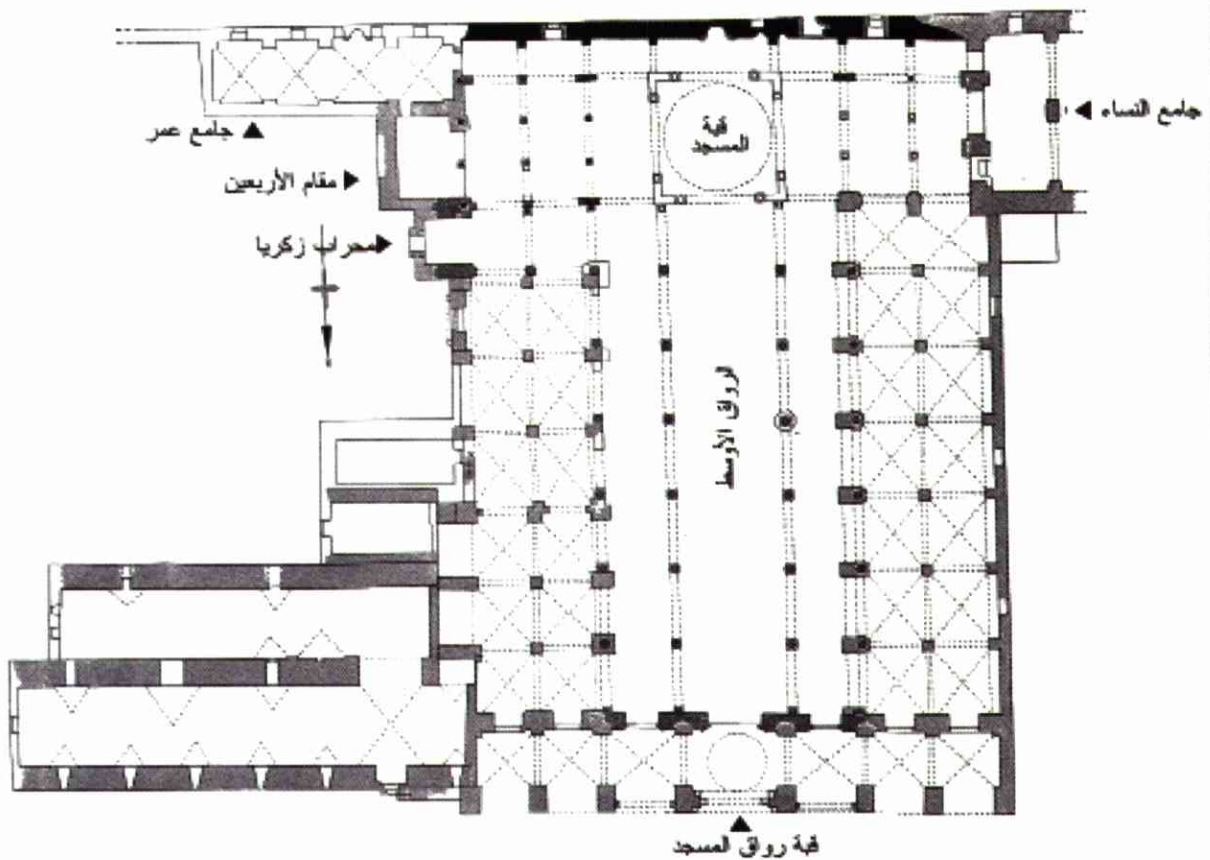 قبة
المسجد
جامع النساء
جامع عمر
مقام الأربعين
محراب زكريا
الرواق الأوسط
قبة رواق المسجد